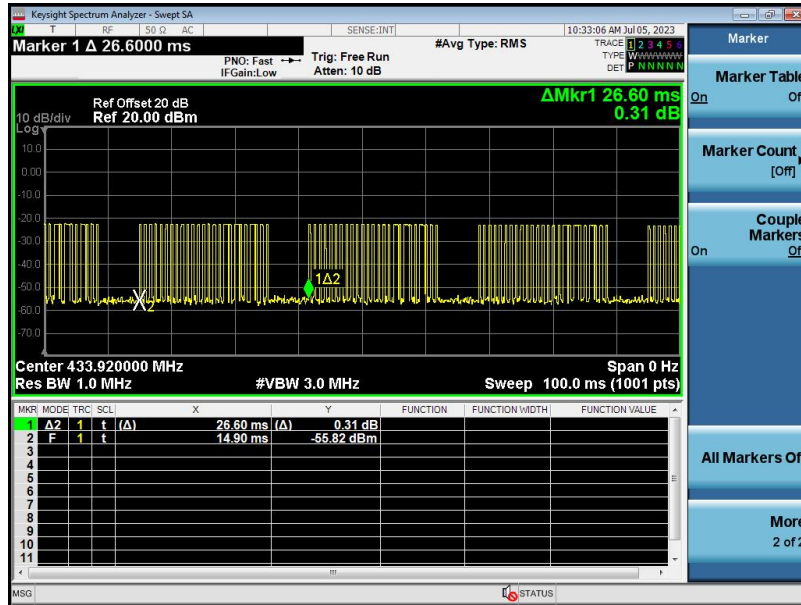 Keysight Spectrum Analyzer - Swept SA
LXI T RF 50 Ω AC SENSE:INT 10:33:06 AM Jul 05, 2023
Marker 1 Δ 26.6000 ms
PNO: Fast
IFGain:Low
Trig: Free Run
Atten: 10 dB
#Avg Type: RMS
TRACE 1 2 3 4 5 6
TYPE WWWWWW
DET P N N N N N
Marker
Marker Table
On Of
Marker Count
[Off]
Couple
Markers
On Of
All Markers Of
More
2 of 2
ΔMkr1 26.60 ms
0.31 dB
Ref Offset 20 dB
10 dB/div Ref 20.00 dBm
Log
10.0
0.00
-10.0
-20.0
-30.0
-40.0
-50.0
-60.0
-70.0
1Δ2
X2
Center 433.920000 MHz Span 0 Hz
Res BW 1.0 MHz #VBW 3.0 MHz Sweep 100.0 ms (1001 pts)
MKR MODE TRC SCL X Y FUNCTION FUNCTION WIDTH FUNCTION VALUE
1 Δ2 1 t (Δ) 26.60 ms (Δ) 0.31 dB
2 F 1 t 14.90 ms -55.82 dBm
3
4
5
6
7
8
9
10
11
MSG STATUS